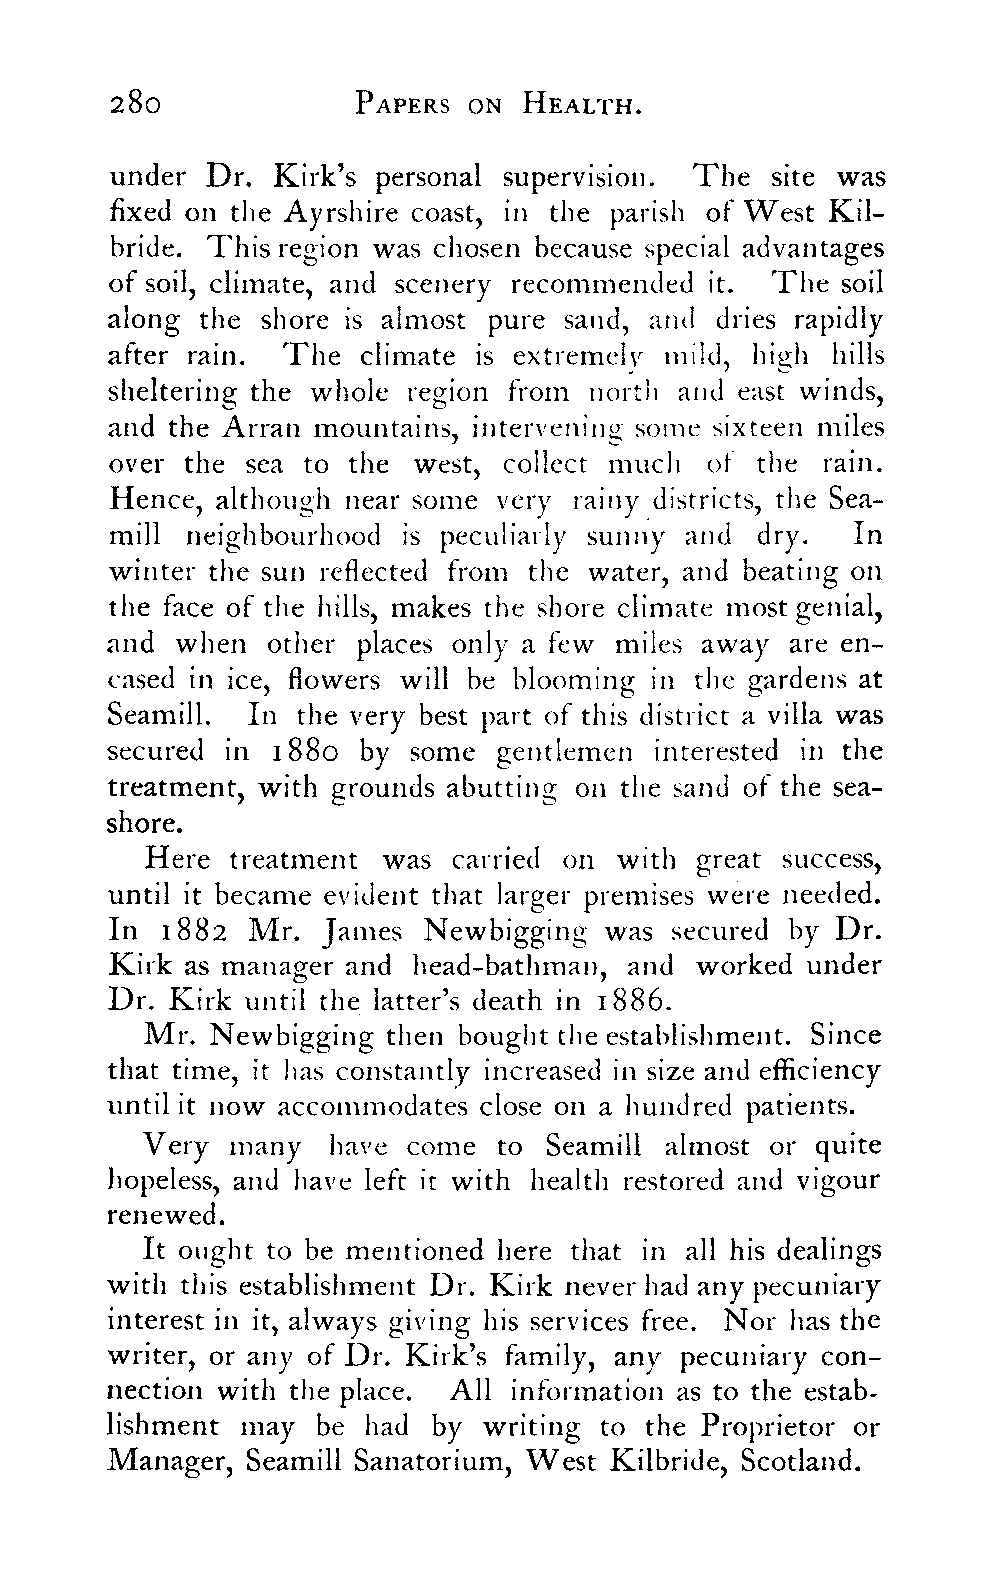 280 PAPERS ON HEALTH.
under Dr. Kirk's personal supervision. The site was
fixed on the Ayrshire coast, in the parish of West Kil-
bride. This region was chosen because special advantages
of soil, climate, and scenery recommended it. The soil
along the shore is almost pure sand, and dries rapidly
after rain. The climate is extremely mild, high hills
sheltering the whole region from north and east winds,
and the Arran mountains, intervening some sixteen miles
over the sea to the west, collect much of the rain.
Hence, although near some very rainy districts, the Sea-
mill neighbourhood is peculiarly sunny and dry. In
winter the sun reflected from the water, and beating on
the face of the hills, makes the shore climate most genial,
and when other places only a few miles away are en-
cased in ice, flowers will be blooming in the gardens at
Seamill. In the very best part of this district a villa was
secured in 1880 by some gentlemen interested in the
treatment, with grounds abutting on the sand of the sea-
shore.
Here treatment was carried on with great success,
until it became evident that larger premises were needed.
In 1882 Mr. James Newbigging was secured by Dr.
Kirk as manager and head-bathman, and worked under
Dr. Kirk until the latter's death in 1886.
Mr. Newbigging then bought the establishment. Since
that time, it has constantly increased in size and efficiency
until it now accommodates close on a hundred patients.
Very many have come to Seamill almost or quite
hopeless, and have left it with health restored and vigour
renewed.
It ought to be mentioned here that in all his dealings
with this establishment Dr. Kirk never had any pecuniary
interest in it, always giving his services free. Nor has the
writer, or any of Dr. Kirk's family, any pecuniary con-
nection with the place. All information as to the estab-
lishment may be had by writing to the Proprietor or
Manager, Seamill Sanatorium, West Kilbride, Scotland.